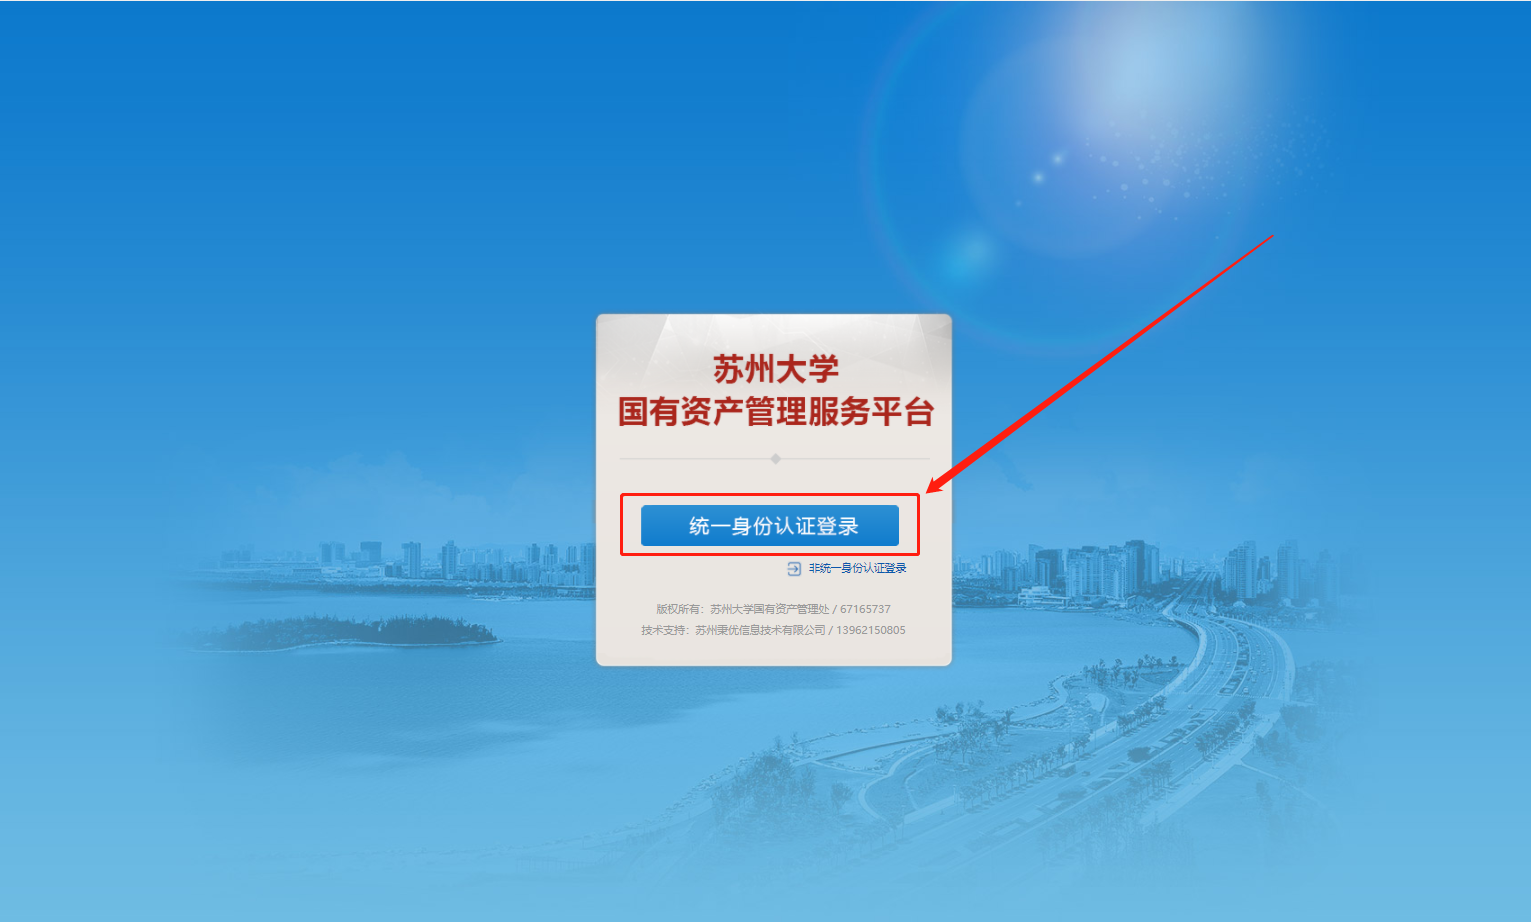 苏州大学
国有资产管理服务平台
统一身份认证登录
非统一身份认证登录
版权所有：苏州大学国有资产管理处 / 67165737
技术支持：苏州秉优信息技术有限公司 / 13962150805